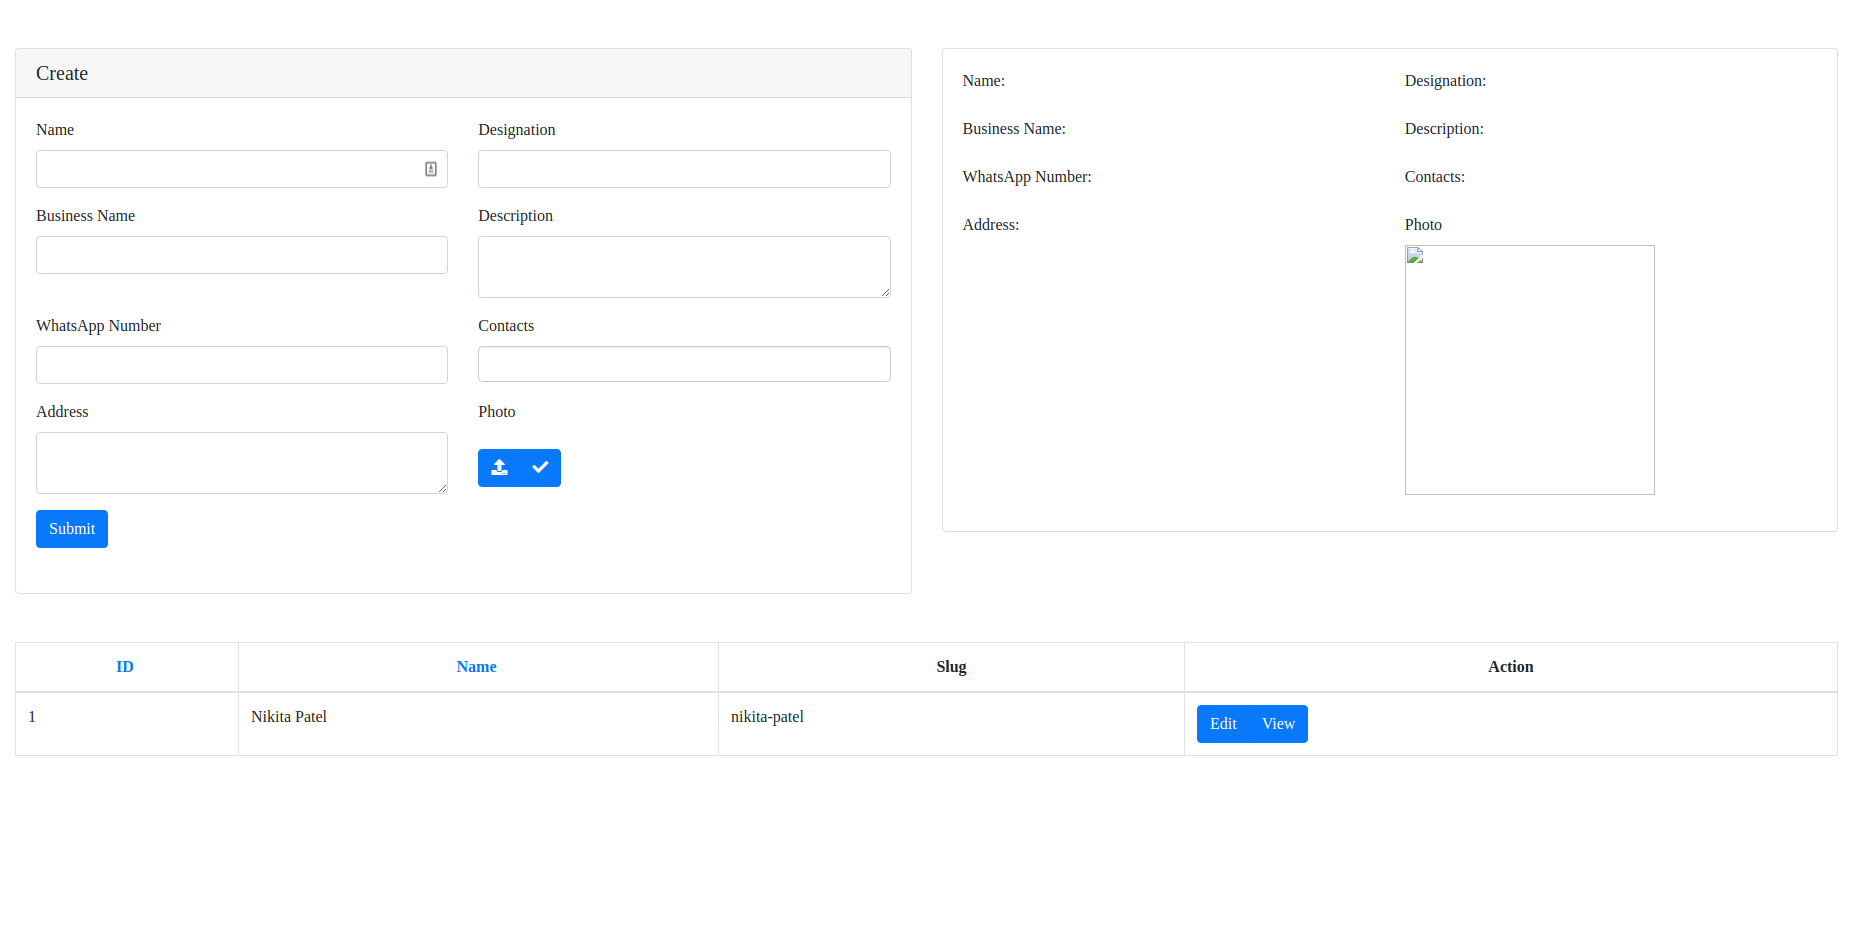 Create
Name
Designation
Business Name
Description
WhatsApp Number
Contacts
Address
Photo
Submit
Name:
Designation:
Business Name:
Description:
WhatsApp Number:
Contacts:
Address:
Photo
ID Name Slug Action
1 Nikita Patel nikita-patel Edit View